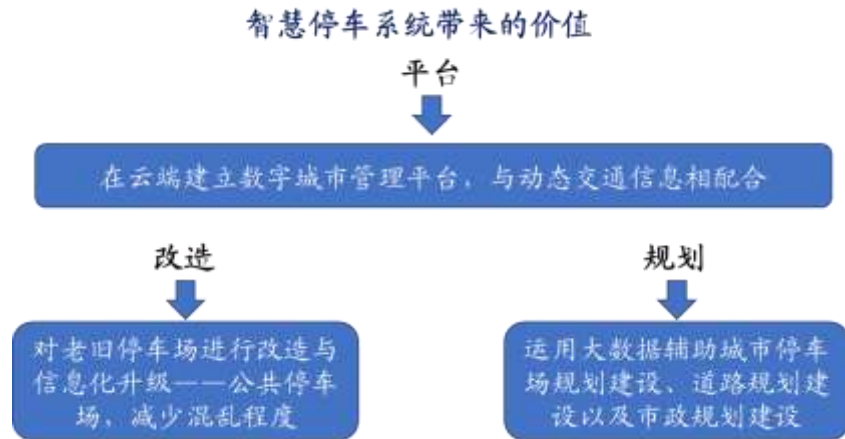 智慧停车系统带来的价值
平台
在云端建立数字城市管理平台，与动态交通信息相配合
改造
对老旧停车场进行改造与
信息化升级——公共停车
场，减少混乱程度
规划
运用大数据辅助城市停车
场规划建设、道路规划建
设以及市政规划建设